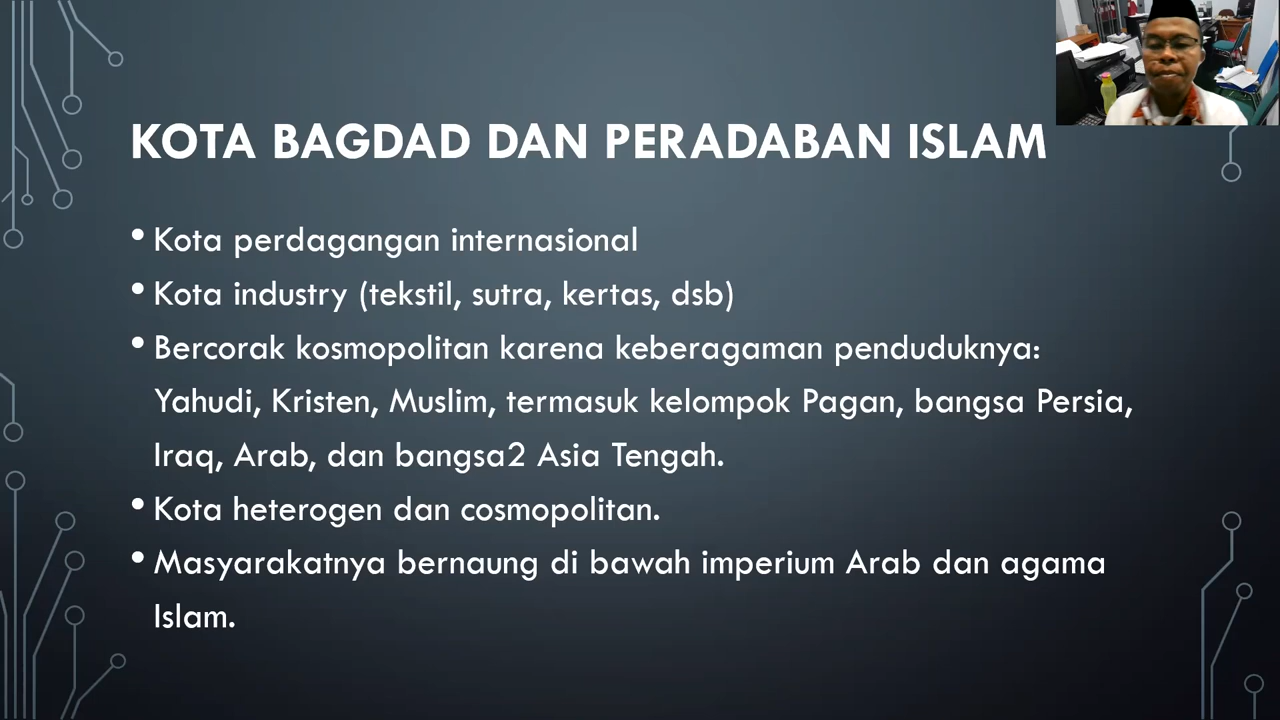 KOTA BAGDAD DAN PERADABAN ISLAM
• Kota perdagangan internasional
• Kota industry (tekstil, sutra, kertas, dsb)
• Bercorak kosmopolitan karena keberagaman penduduknya:
Yahudi, Kristen, Muslim, termasuk kelompok Pagan, bangsa Persia,
Iraq, Arab, dan bangsa2 Asia Tengah.
• Kota heterogen dan cosmopolitan.
• Masyarakatnya bernaung di bawah imperium Arab dan agama
Islam.